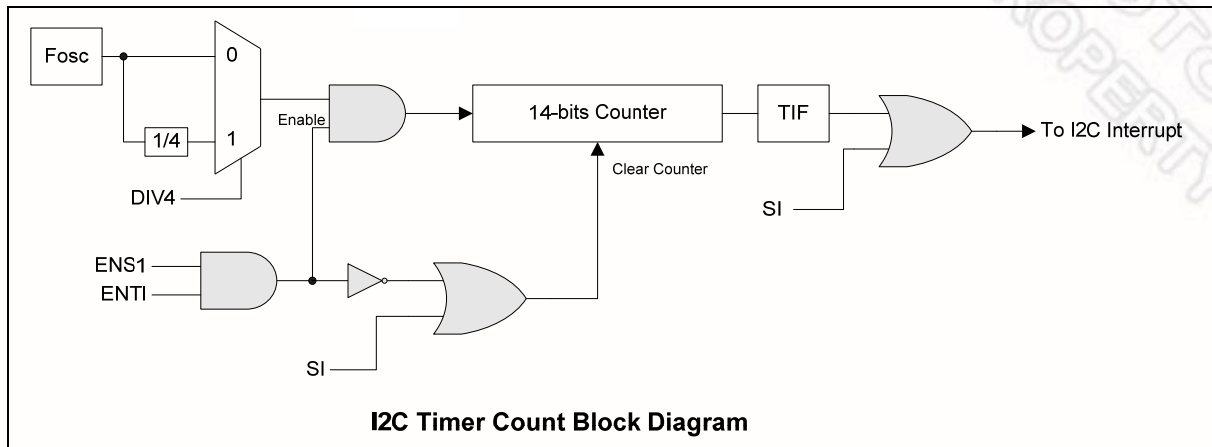 Fosc
0
1/4
1
DIV4
Enable
14-bits Counter
TIF
To I2C Interrupt
Clear Counter
SI
ENS1
ENTI
SI
I2C Timer Count Block Diagram